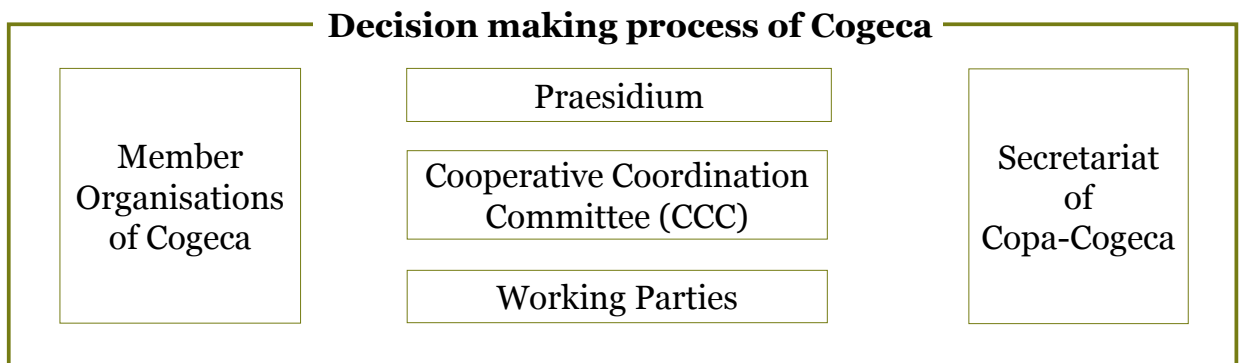 Decision making process of Cogeca
Member
Organisations
of Cogeca
Praesidium
Cooperative Coordination
Committee (CCC)
Working Parties
Secretariat
of
Copa-Cogeca